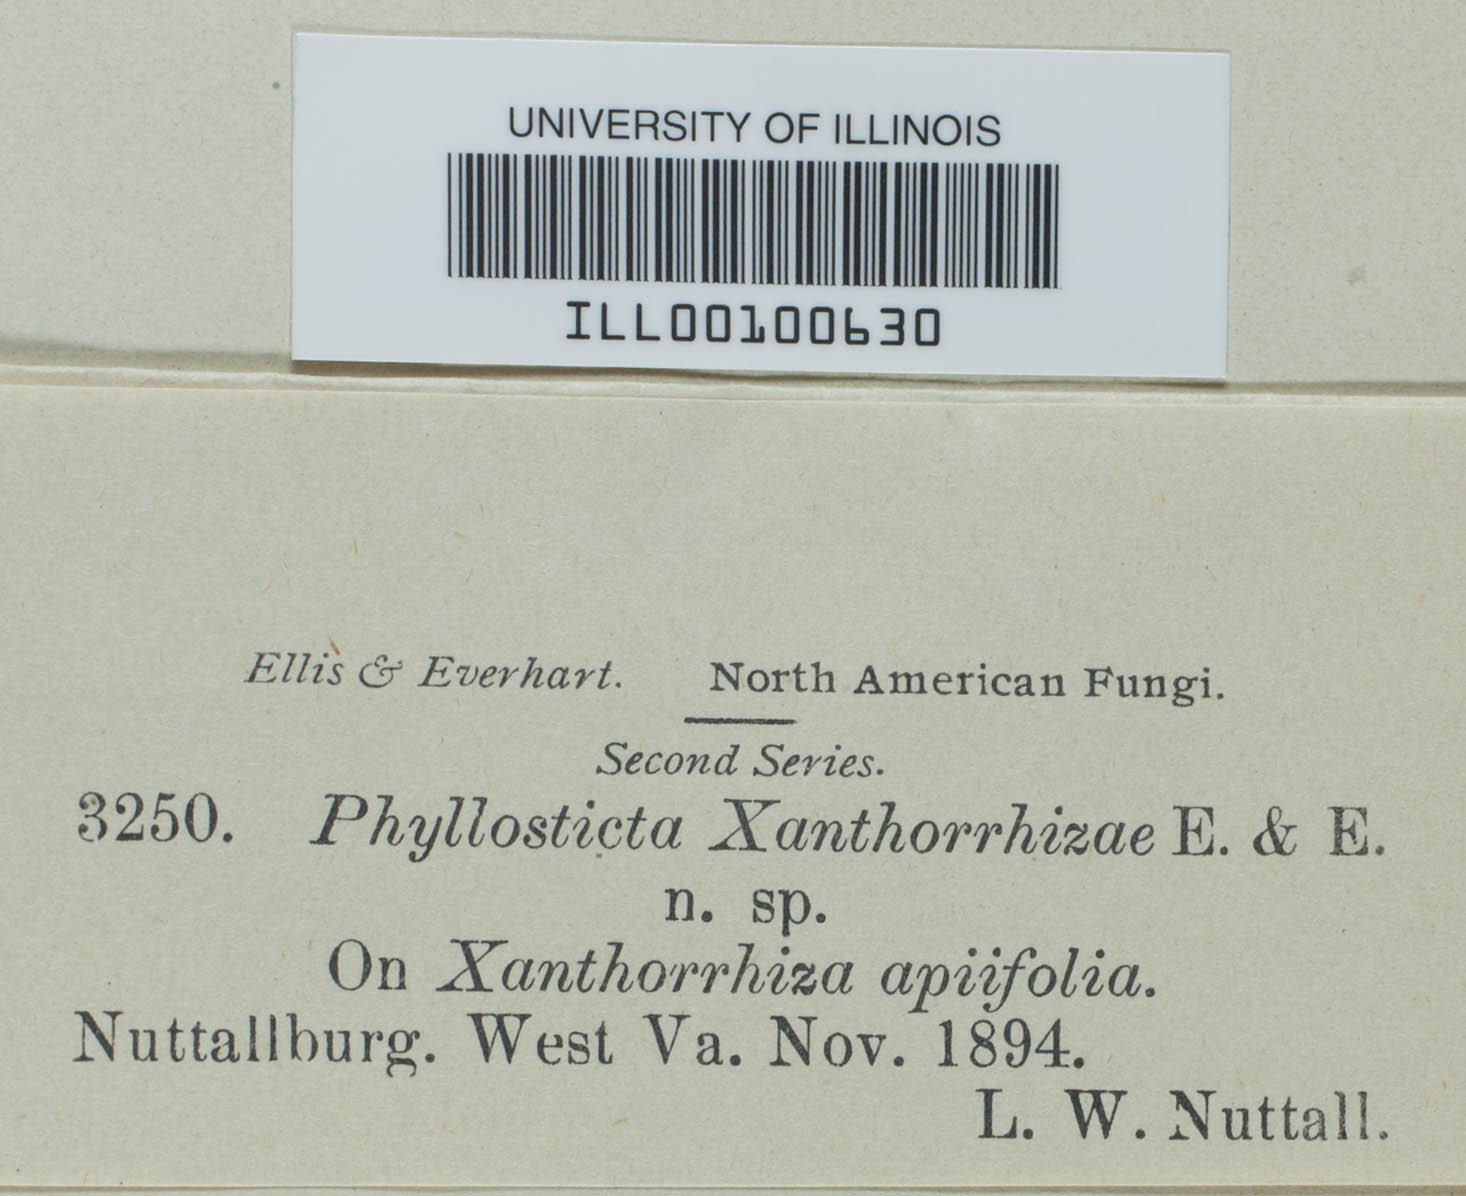 UNIVERSITY OF ILLINOIS
ILL00100630
Ellis & Everhart. North American Fungi.
Second Series.
3250. Phyllosticta Xanthorrhizae E. & E.
n. sp.
On Xanthorrhiza apiifolia.
Nuttallburg. West Va. Nov. 1894.
L. W. Nuttall.